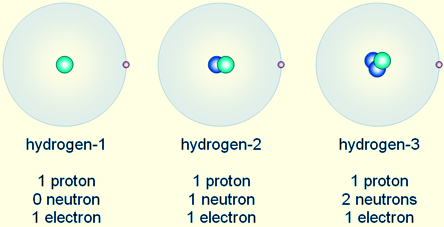 hydrogen-1 hydrogen-2 hydrogen-3
1 proton 1 proton 1 proton
0 neutron 1 neutron 2 neutrons
1 electron 1 electron 1 electron